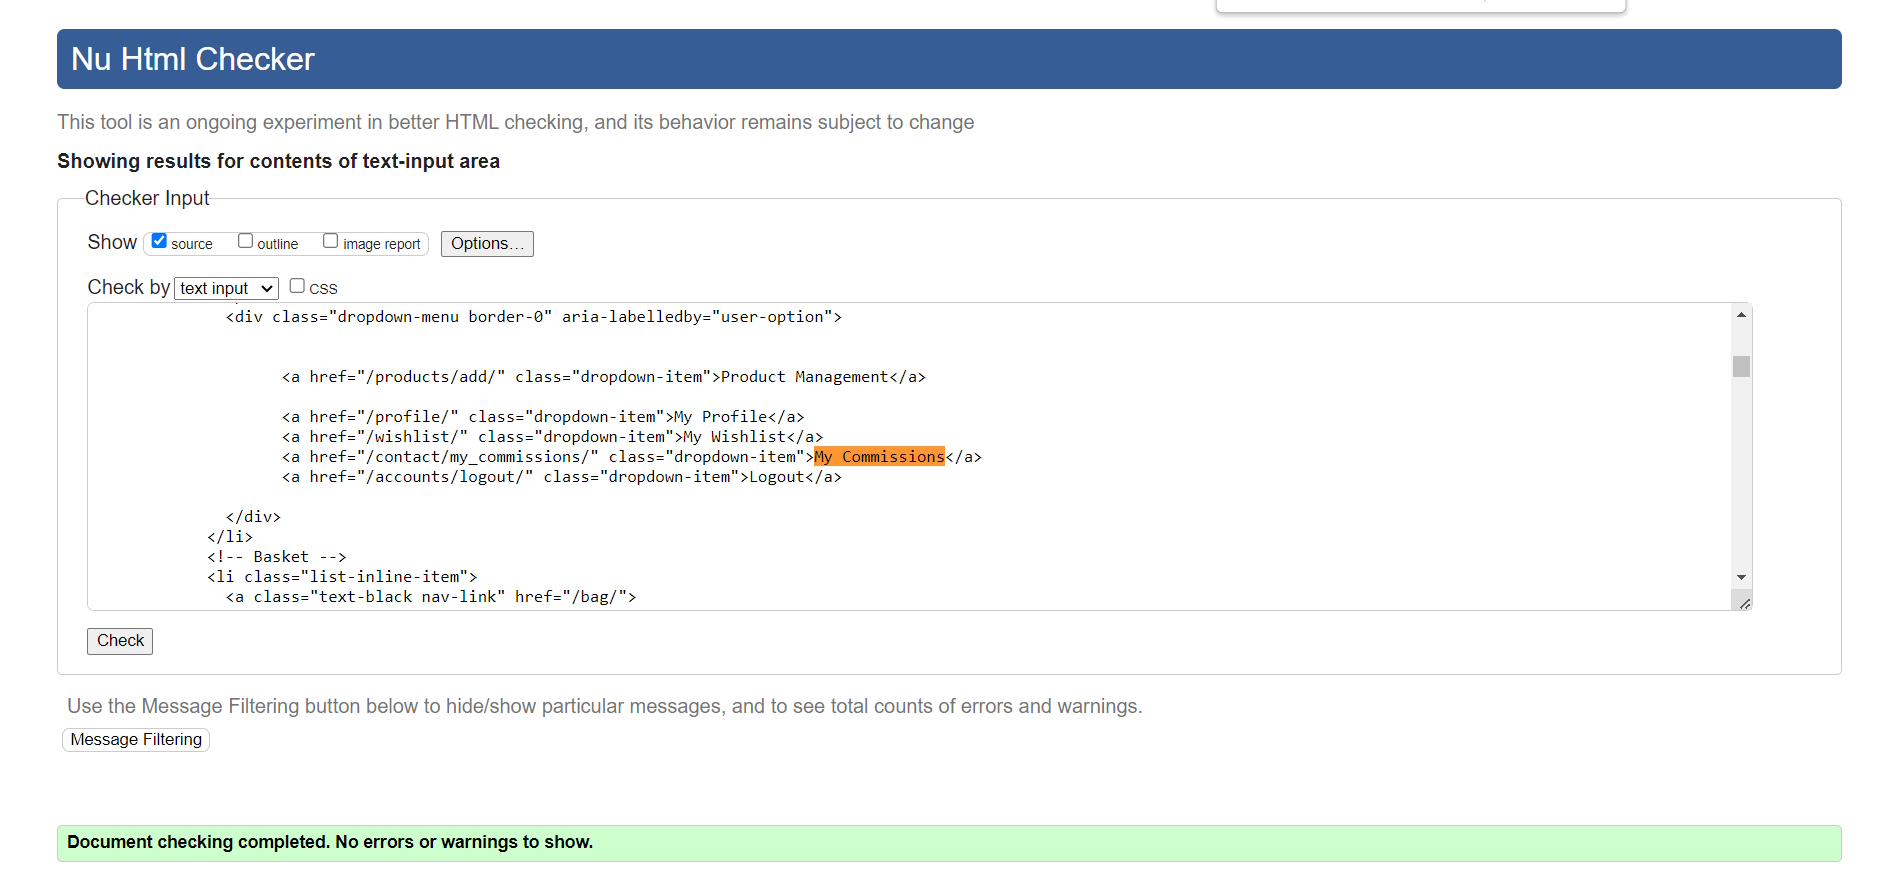 Nu Html Checker
This tool is an ongoing experiment in better HTML checking, and its behavior remains subject to change
Showing results for contents of text-input area
Checker Input
Show source outline image report Options...
Check by text input CSS
<div class="dropdown-menu border-0" aria-labelledby="user-option">
<a href="/products/add/" class="dropdown-item">Product Management</a>
<a href="/profile/" class="dropdown-item">My Profile</a>
<a href="/wishlist/" class="dropdown-item">My Wishlist</a>
<a href="/contact/my_commissions/" class="dropdown-item">My Commissions</a>
<a href="/accounts/logout/" class="dropdown-item">Logout</a>
</div>
</li>
<!-- Basket -->
<li class="list-inline-item">
<a class="text-black nav-link" href="/bag/">
Check
Use the Message Filtering button below to hide/show particular messages, and to see total counts of errors and warnings.
Message Filtering
Document checking completed. No errors or warnings to show.